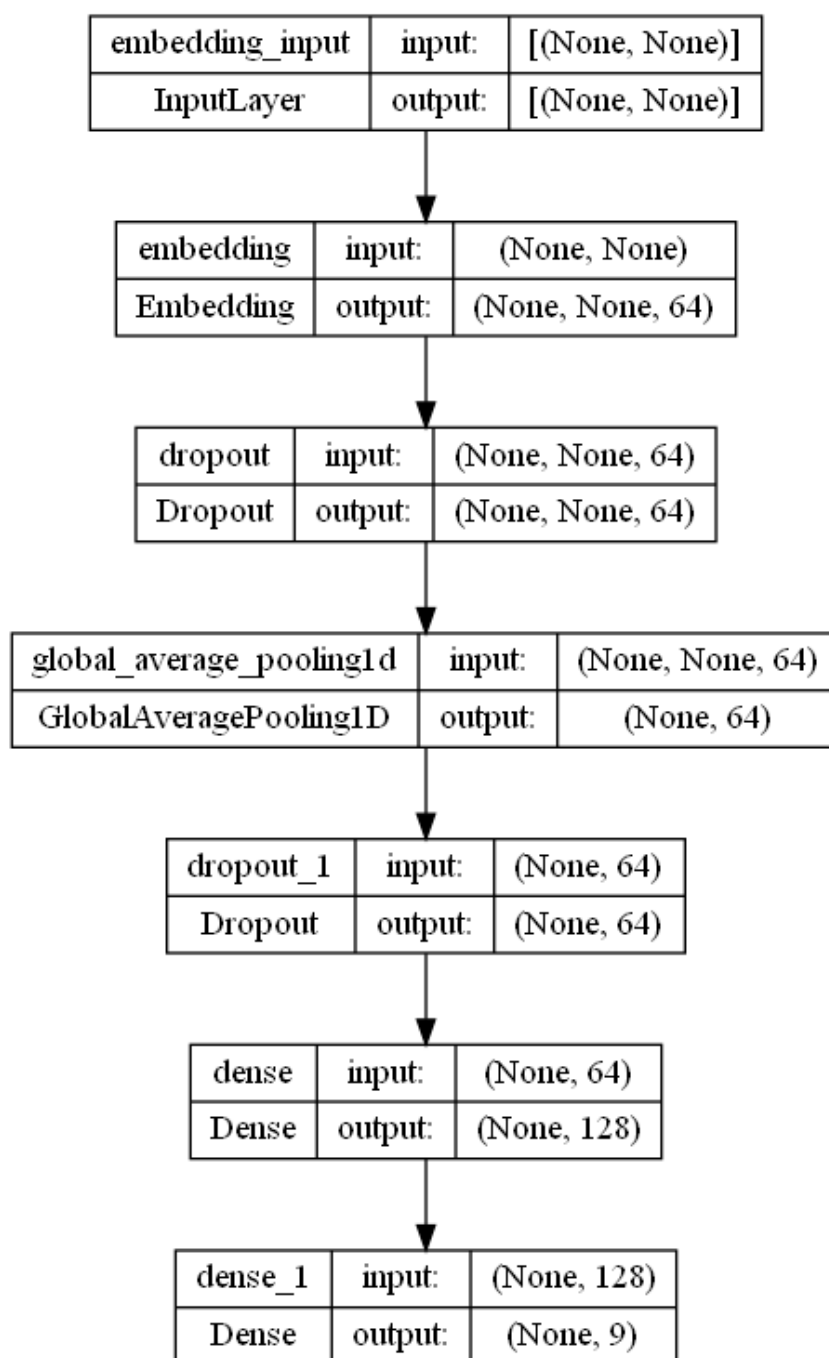 embedding_input input: [(None, None)]
InputLayer output: [(None, None)]
embedding input: (None, None)
Embedding output: (None, None, 64)
dropout input: (None, None, 64)
Dropout output: (None, None, 64)
global_average_pooling1d input: (None, None, 64)
GlobalAveragePooling1D output: (None, 64)
dropout_1 input: (None, 64)
Dropout output: (None, 64)
dense input: (None, 64)
Dense output: (None, 128)
dense_1 input: (None, 128)
Dense output: (None, 9)